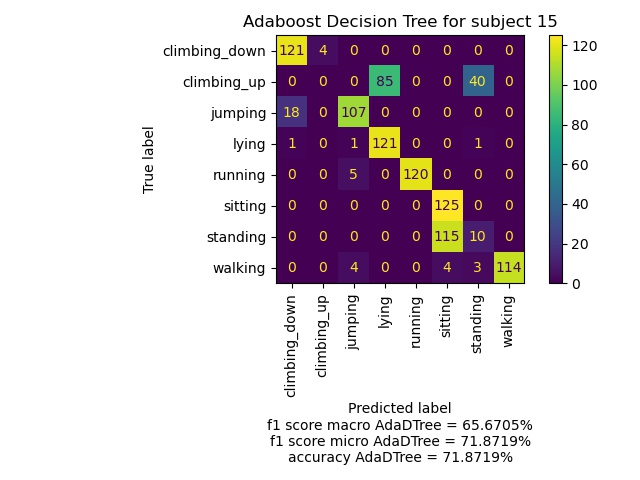 Adaboost Decision Tree for subject 15
climbing_down 121 4 0 0 0 0 0 0
climbing_up 0 0 0 85 0 0 40 0
jumping 18 0 107 0 0 0 0 0
lying 1 0 1 121 0 0 1 0
running 0 0 5 0 120 0 0 0
sitting 0 0 0 0 0 125 0 0
standing 0 0 0 0 0 115 10 0
walking 0 0 4 0 0 4 3 114
True label
120
100
80
60
40
20
0
climbing_down
climbing_up
jumping
lying
running
sitting
standing
walking
Predicted label
f1 score macro AdaDTree = 65.6705%
f1 score micro AdaDTree = 71.8719%
accuracy AdaDTree = 71.8719%